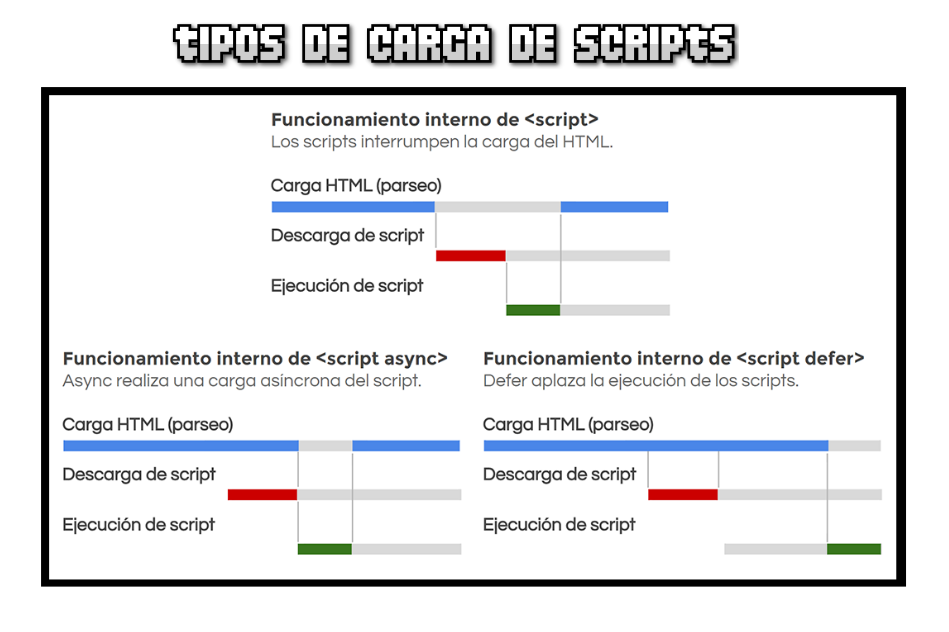 TIPOS DE CARGA DE SCRIPTS
Funcionamiento interno de <script>
Los scripts interrumpen la carga del HTML.
Carga HTML (parseo)
Descarga de script
Ejecución de script
Funcionamiento interno de <script async>
Async realiza una carga asíncrona del script.
Carga HTML (parseo)
Descarga de script
Ejecución de script
Funcionamiento interno de <script defer>
Defer aplaza la ejecución de los scripts.
Carga HTML (parseo)
Descarga de script
Ejecución de script